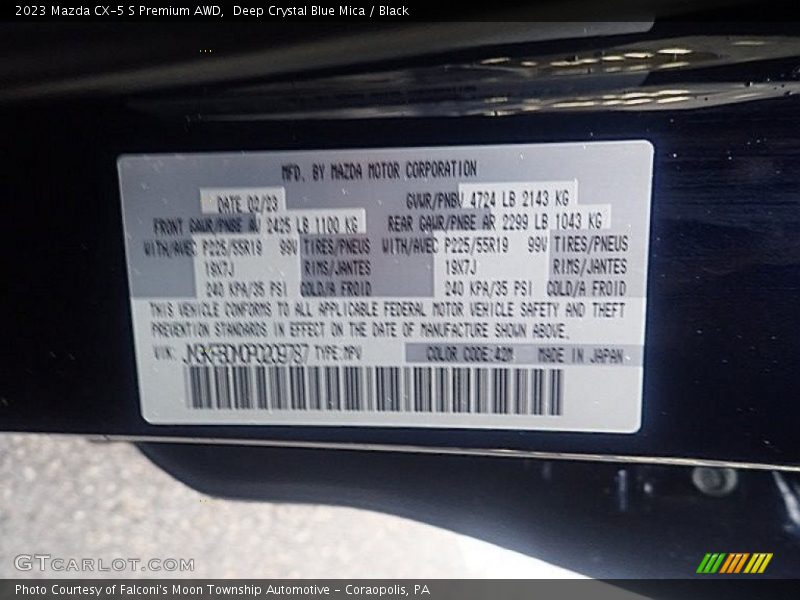 2023 Mazda CX-5 S Premium AWD,  Deep Crystal Blue Mica / Black
MFD. BY MAZDA MOTOR CORPORATION
DATE 02/23 GVWR/PNBV 4724 LB 2143 KG
FRONT GAWR/PNBE AV 2425 LB 1100 KG REAR GAWR/PNBE AR 2299 LB 1043 KG
WITH/AVEC P225/55R19 99V TIRES/PNEUS WITH/AVEC P225/55R19 99V TIRES/PNEUS
19X7J RIMS/JANTES 19X7J RIMS/JANTES
240 KPA/35 PSI COLD/A FROID 240 KPA/35 PSI COLD/A FROID
THIS VEHICLE CONFORMS TO ALL APPLICABLE FEDERAL MOTOR VEHICLE SAFETY AND THEFT
PREVENTION STANDARDS IN EFFECT ON THE DATE OF MANUFACTURE SHOWN ABOVE.
VIN: TYPE:MPV COLOR CODE:42M MADE IN JAPAN
GTcarlot.com
Photo Courtesy of Falconi's Moon Township Automotive - Coraopolis, PA